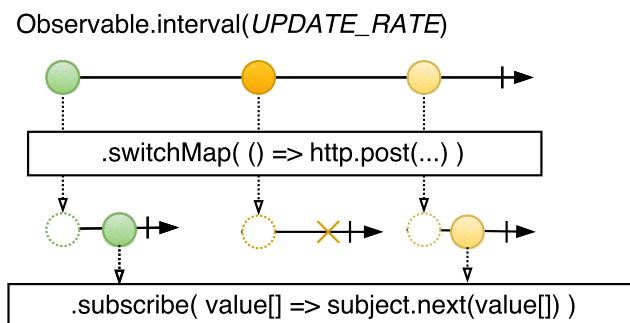 Observable.interval(UPDATE_RATE)
.switchMap( () => http.post(...) )
.subscribe( value[] => subject.next(value[]) )